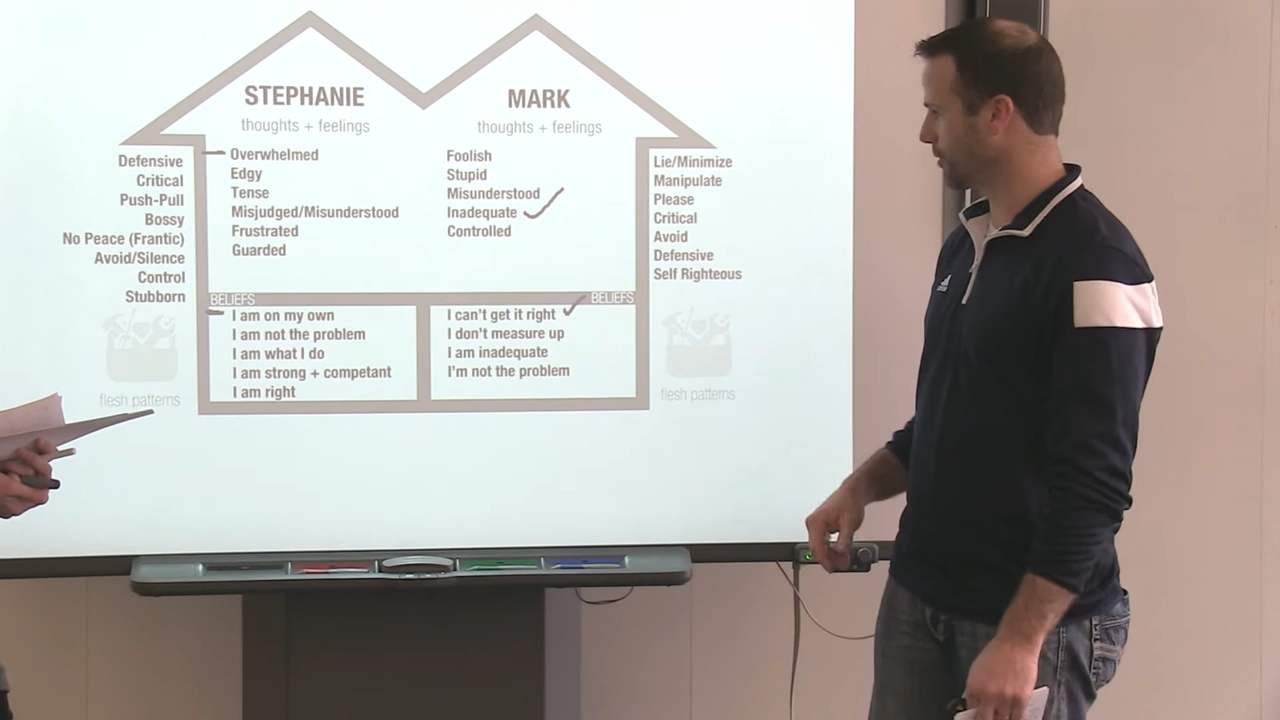 STEPHANIE
thoughts + feelings
Overwhelmed
Edgy
Tense
Misjudged/Misunderstood
Frustrated
Guarded
MARK
thoughts + feelings
Foolish
Stupid
Misunderstood
Inadequate
Controlled
Defensive
Critical
Push-Pull
Bossy
No Peace (Frantic)
Avoid/Silence
Control
Stubborn
flesh patterns
BELIEFS
I am on my own
I am not the problem
I am what I do
I am strong + competant
I am right
BELIEFS
I can't get it right
I don't measure up
I am inadequate
I'm not the problem
Lie/Minimize
Manipulate
Please
Critical
Avoid
Defensive
Self Righteous
flesh patterns